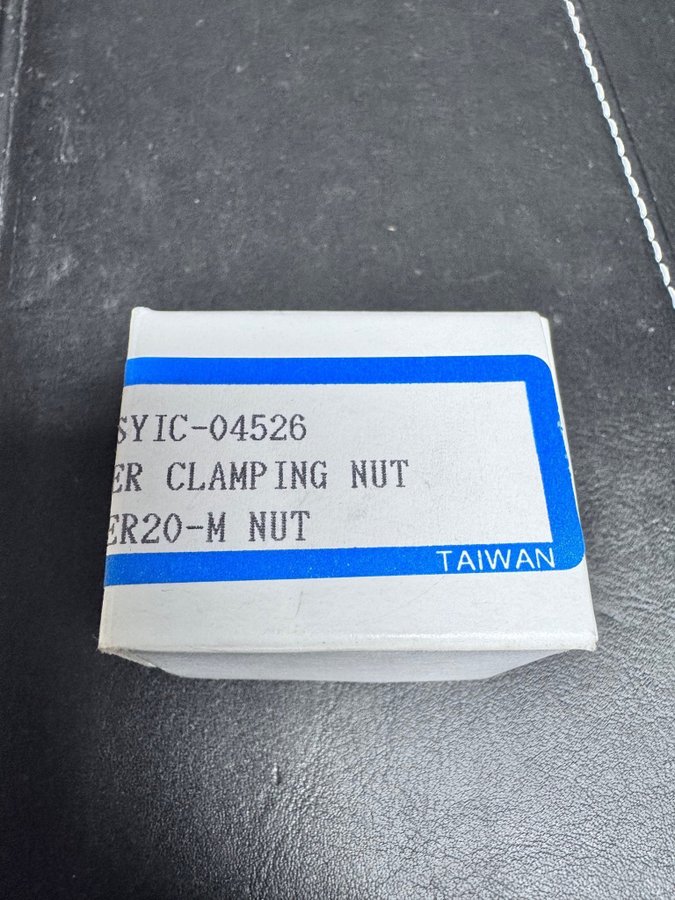 SYIC-04526
ER CLAMPING NUT
ER20-M NUT
TAIWAN